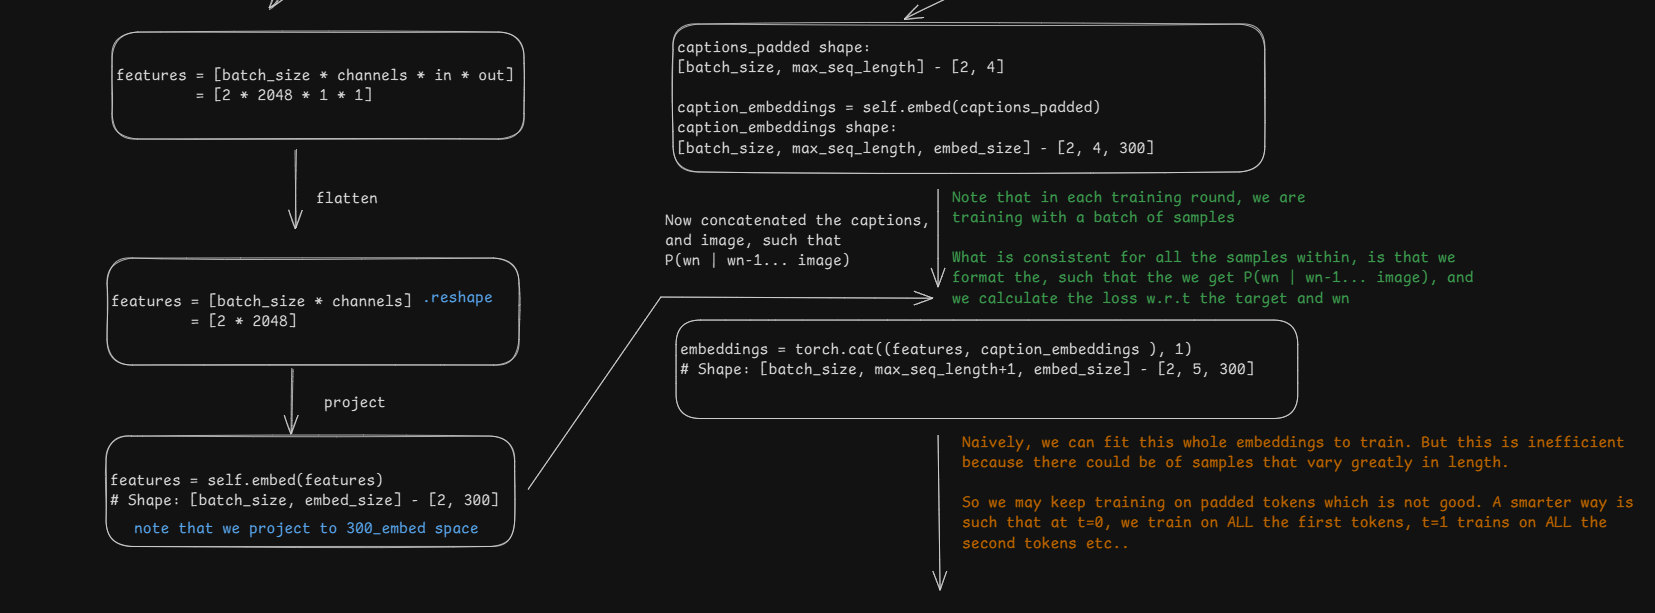 features = [batch_size * channels * in * out]
= [2 * 2048 * 1 * 1]
flatten
features = [batch_size * channels] .reshape
= [2 * 2048]
project
features = self.embed(features)
# Shape: [batch_size, embed_size] - [2, 300]
note that we project to 300_embed space
captions_padded shape:
[batch_size, max_seq_length] - [2, 4]
caption_embeddings = self.embed(captions_padded)
caption_embeddings shape:
[batch_size, max_seq_length, embed_size] - [2, 4, 300]
Now concatenated the captions,
and image, such that
P(wn | wn-1... image)
Note that in each training round, we are
training with a batch of samples
What is consistent for all the samples within, is that we
format the, such that the we get P(wn | wn-1... image), and
we calculate the loss w.r.t the target and wn
embeddings = torch.cat((features, caption_embeddings ), 1)
# Shape: [batch_size, max_seq_length+1, embed_size] - [2, 5, 300]
Naively, we can fit this whole embeddings to train. But this is inefficient
because there could be of samples that vary greatly in length.
So we may keep training on padded tokens which is not good. A smarter way is
such that at t=0, we train on ALL the first tokens, t=1 trains on ALL the
second tokens etc..